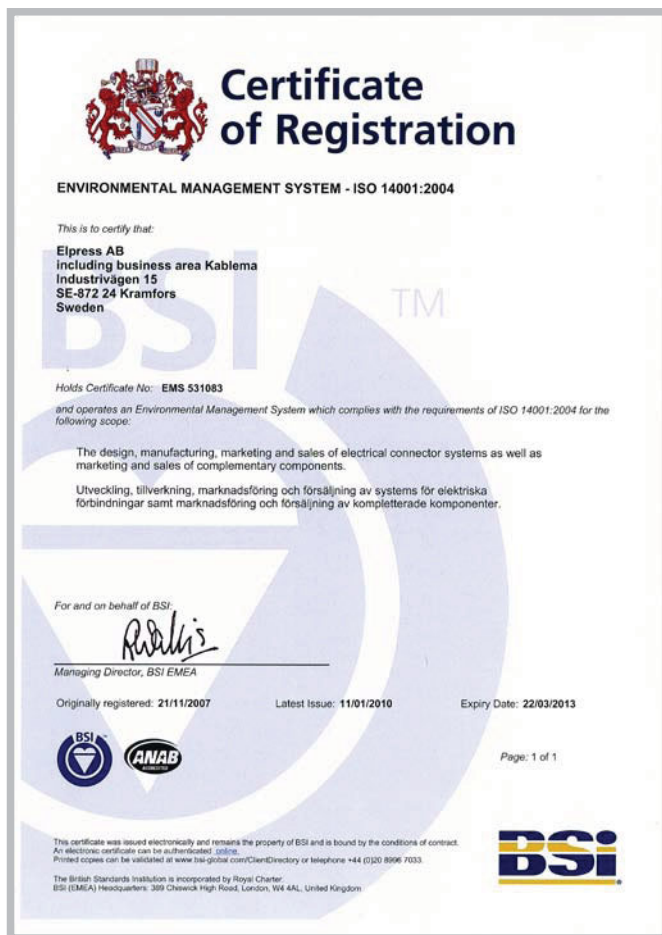 Certificate
of Registration
ENVIRONMENTAL MANAGEMENT SYSTEM - ISO 14001:2004
This is to certify that:
Elpress AB
including business area Kablema
Industrivägen 15
SE-872 24 Kramfors
Sweden
BSI
TM
Holds Certificate No: EMS 531083
and operates an Environmental Management System which complies with the requirements of ISO 14001:2004 for the
following scope:
The design, manufacturing, marketing and sales of electrical connector systems as well as
marketing and sales of complementary components.
Utveckling, tillverkning, marknadsföring och försäljning av systems för elektriska
förbindningar samt marknadsföring och försäljning av kompletterade komponenter.
For and on behalf of BSI:
Managing Director, BSI EMEA
Originally registered: 21/11/2007 Latest Issue: 11/01/2010 Expiry Date: 22/03/2013
BSI
ANAB
ACCREDITED
Page: 1 of 1
This certificate was issued electronically and remains the property of BSI and is bound by the conditions of contract.
An electronic certificate can be authenticated online.
Printed copies can be validated at www.bsi-global.com/ClientDirectory or telephone +44 (0)20 8996 7033.
The British Standards Institution is incorporated by Royal Charter.
BSI (EMEA) Headquarters: 389 Chiswick High Road, London, W4 4AL, United Kingdom
BSi